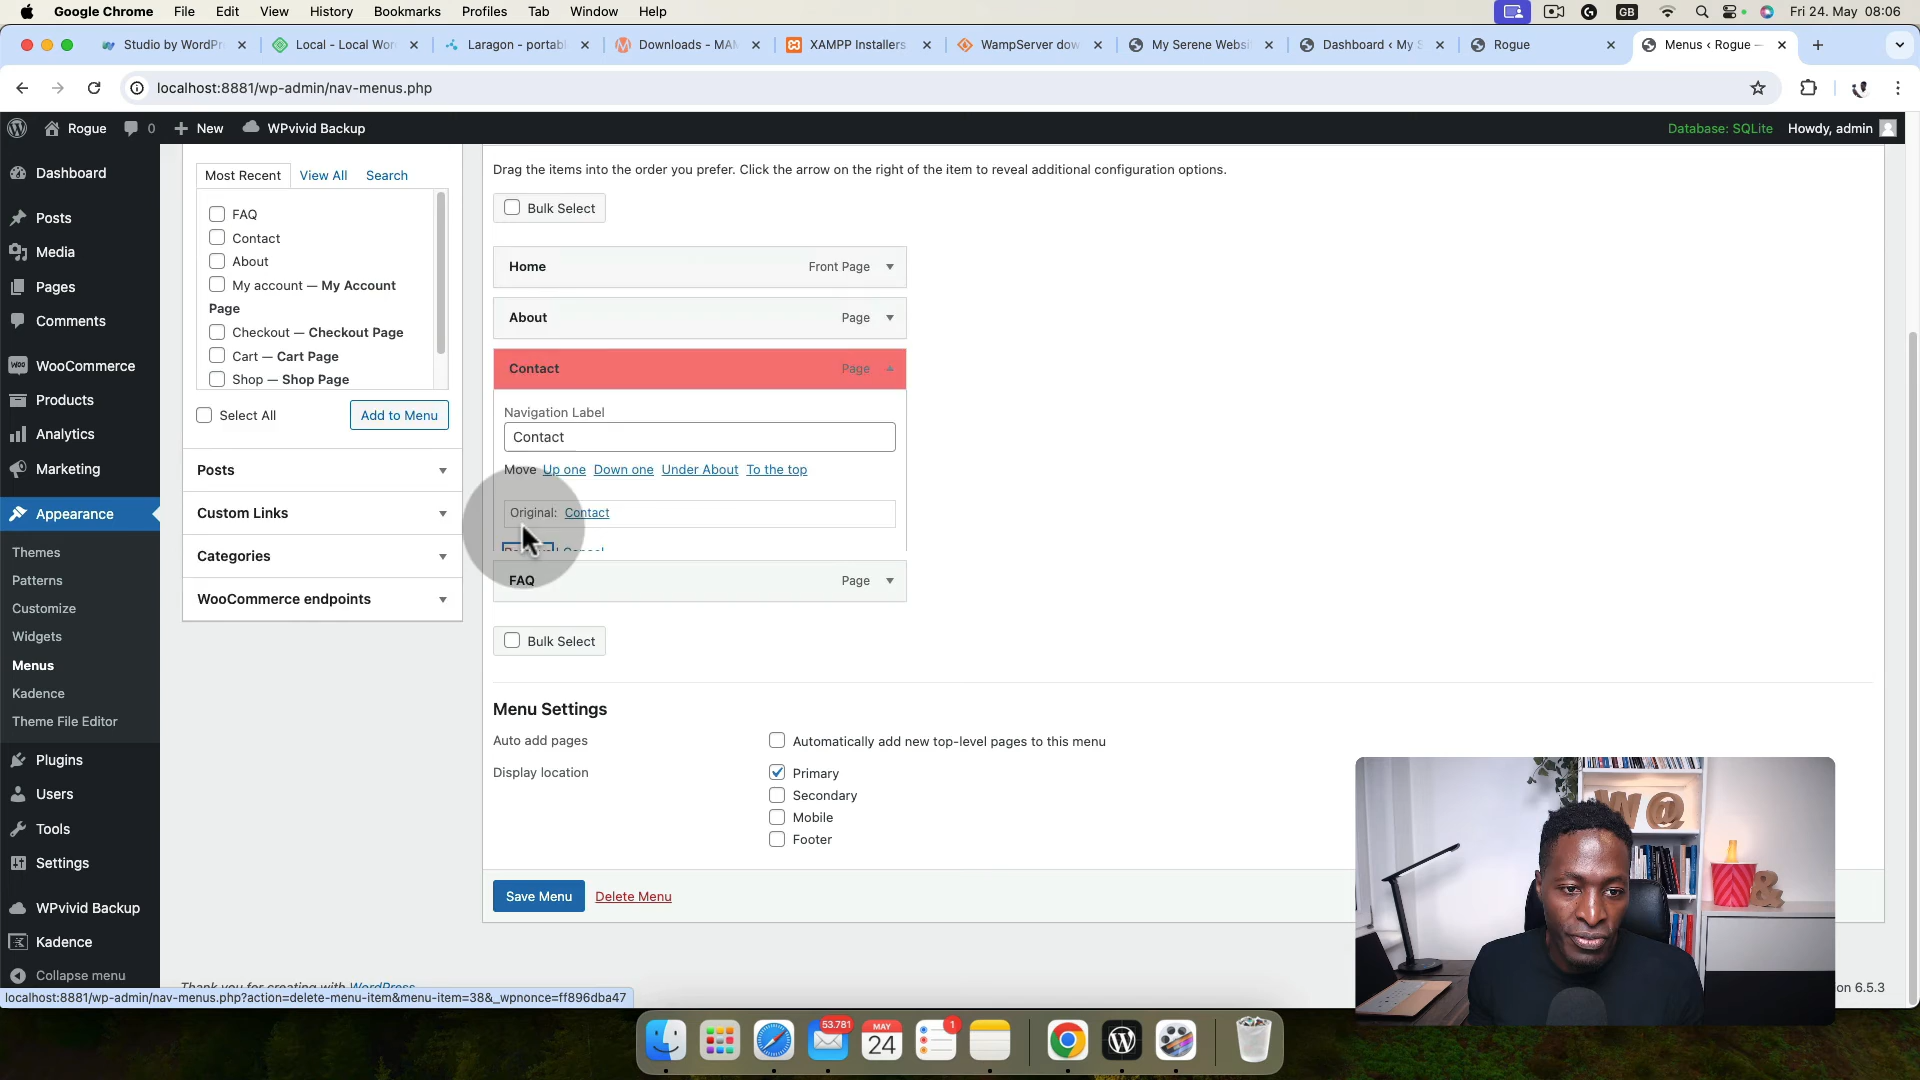 Google Chrome File Edit View History Bookmarks Profiles Tab Window Help GB Fri 24. May 08:06
Studio by WordPr Local - Local Wor Laragon - portab Downloads - MAM XAMPP Installers WampServer dow My Serene Websi Dashboard ‹ My S Rogue Menus ‹ Rogue —
localhost:8881/wp-admin/nav-menus.php
Rogue 0 New WPvivid Backup Database: SQLite Howdy, admin
Dashboard
Posts
Media
Pages
Comments
WooCommerce
Products
Analytics
Marketing
Appearance
Themes
Patterns
Customize
Widgets
Menus
Kadence
Theme File Editor
Plugins
Users
Tools
Settings
WPvivid Backup
Kadence
Collapse menu
Most Recent View All Search
FAQ
Contact
About
My account — My Account
Page
Checkout — Checkout Page
Cart — Cart Page
Shop — Shop Page
Select All Add to Menu
Posts
Custom Links
Categories
WooCommerce endpoints
Drag the items into the order you prefer. Click the arrow on the right of the item to reveal additional configuration options.
Bulk Select
Home Front Page
About Page
Contact Page
Navigation Label
Contact
Move Up one Down one Under About To the top
Original: Contact
Cancel
FAQ Page
Bulk Select
Menu Settings
Auto add pages Automatically add new top-level pages to this menu
Display location Primary
Secondary
Mobile
Footer
Save Menu Delete Menu
Thank you for creating with WordPress
on 6.5.3
localhost:8881/wp-admin/nav-menus.php?action=delete-menu-item&menu-item=38&_wpnonce=ff896dba47
W@
&
53.781
MAY
24
1